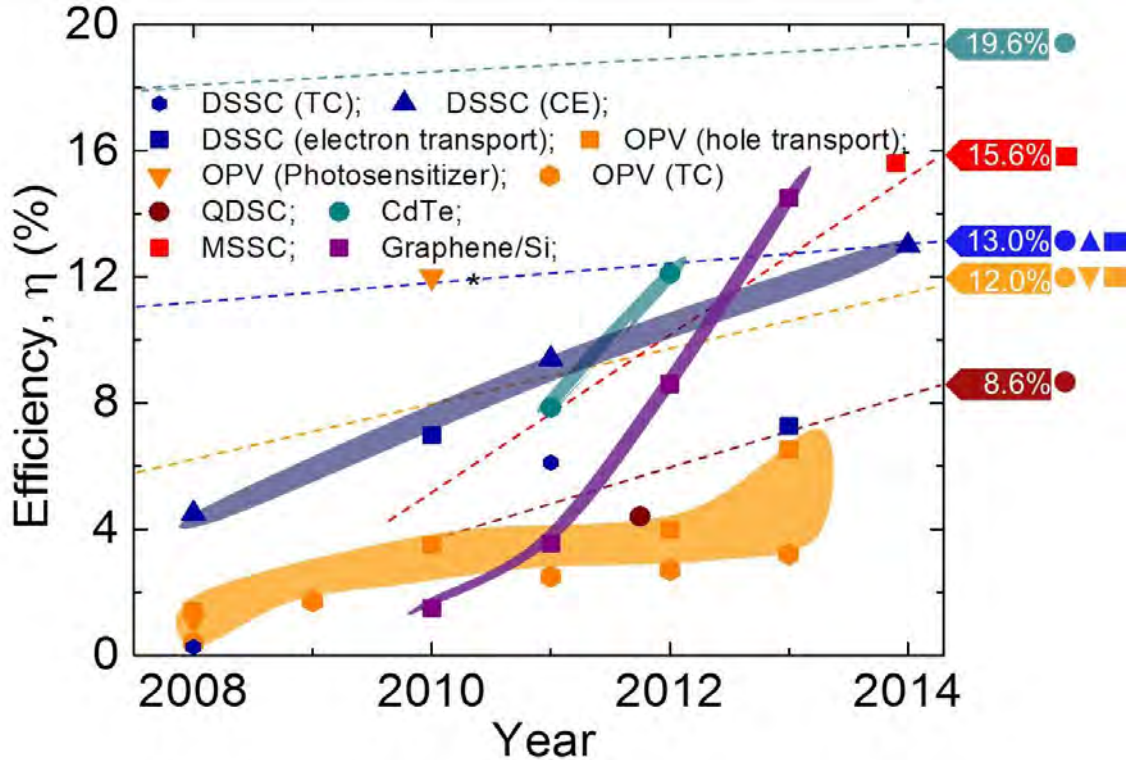 20
16
12
8
4
0
Efficiency, η (%)
DSSC (TC); DSSC (CE);
DSSC (electron transport); OPV (hole transport);
OPV (Photosensitizer); OPV (TC)
QDSC; CdTe;
MSSC; Graphene/Si;
*
19.6%
15.6%
13.0%
12.0%
8.6%
2008 2010 2012 2014
Year